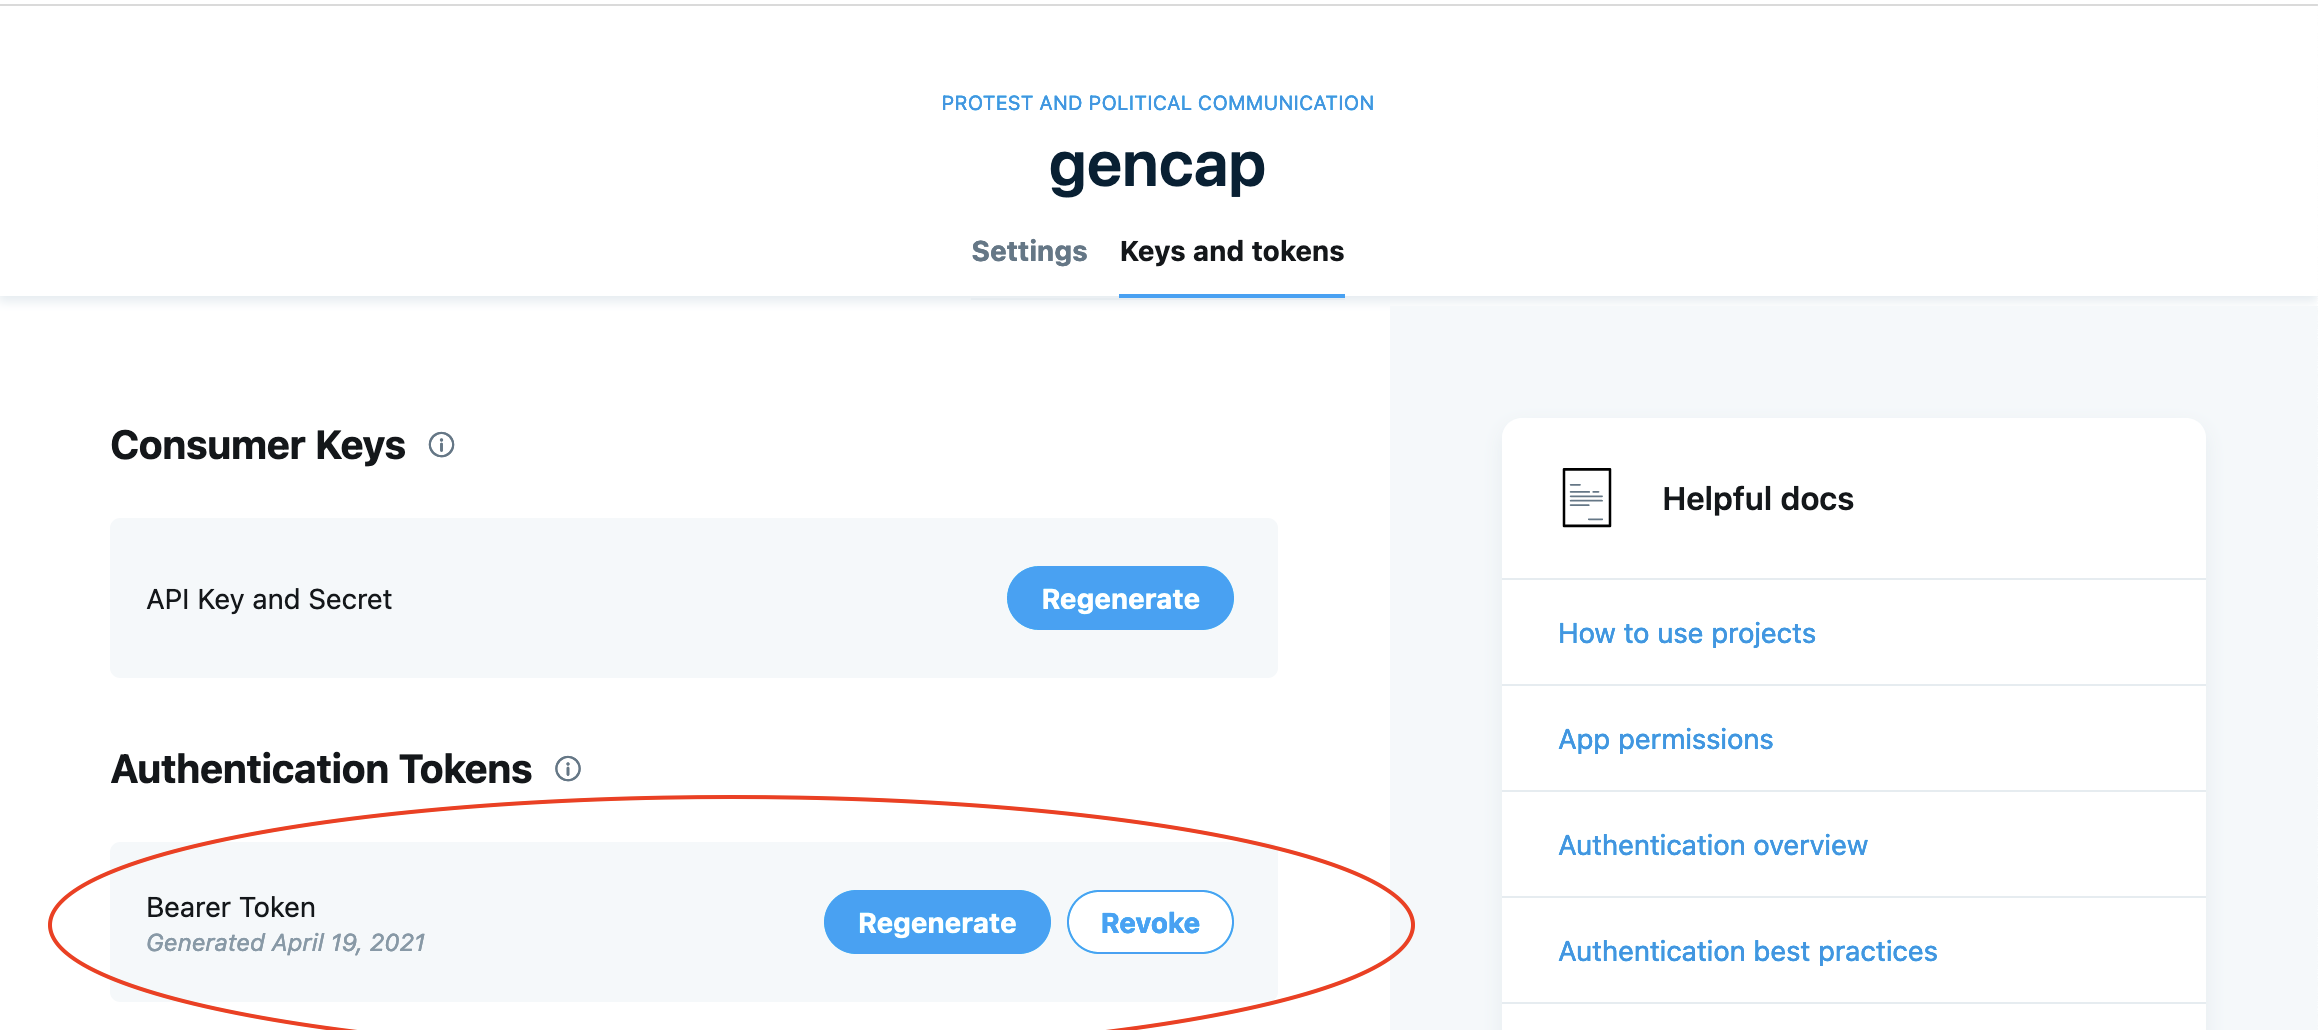 PROTEST AND POLITICAL COMMUNICATION
gencap
Settings Keys and tokens
Consumer Keys
API Key and Secret Regenerate
Authentication Tokens
Bearer Token
Generated April 19, 2021
Regenerate Revoke
Helpful docs
How to use projects
App permissions
Authentication overview
Authentication best practices